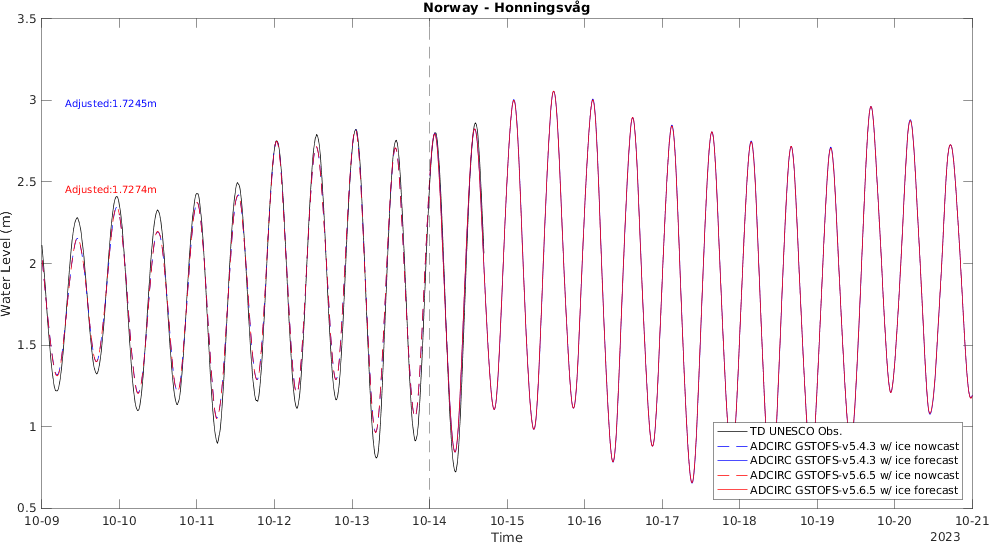 Norway - Honningsvåg
3.5
3
2.5
2
1.5
1
0.5
Water Level (m)
Adjusted:1.7245m
Adjusted:1.7274m
TD UNESCO Obs.
ADCIRC GSTOFS-v5.4.3 w/ ice nowcast
ADCIRC GSTOFS-v5.4.3 w/ ice forecast
ADCIRC GSTOFS-v5.6.5 w/ ice nowcast
ADCIRC GSTOFS-v5.6.5 w/ ice forecast
10-09 10-10 10-11 10-12 10-13 10-14 10-15 10-16 10-17 10-18 10-19 10-20 10-21
Time
2023